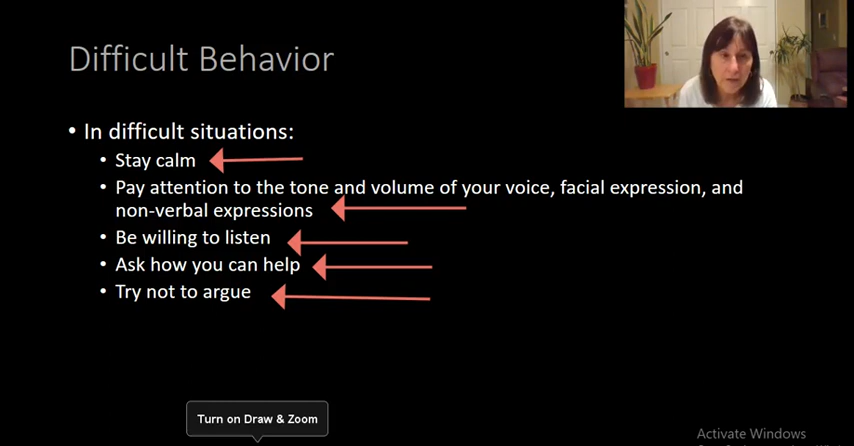 Difficult Behavior
• In difficult situations:
• Stay calm
• Pay attention to the tone and volume of your voice, facial expression, and
non-verbal expressions
• Be willing to listen
• Ask how you can help
• Try not to argue
Turn on Draw & Zoom
Activate Windows